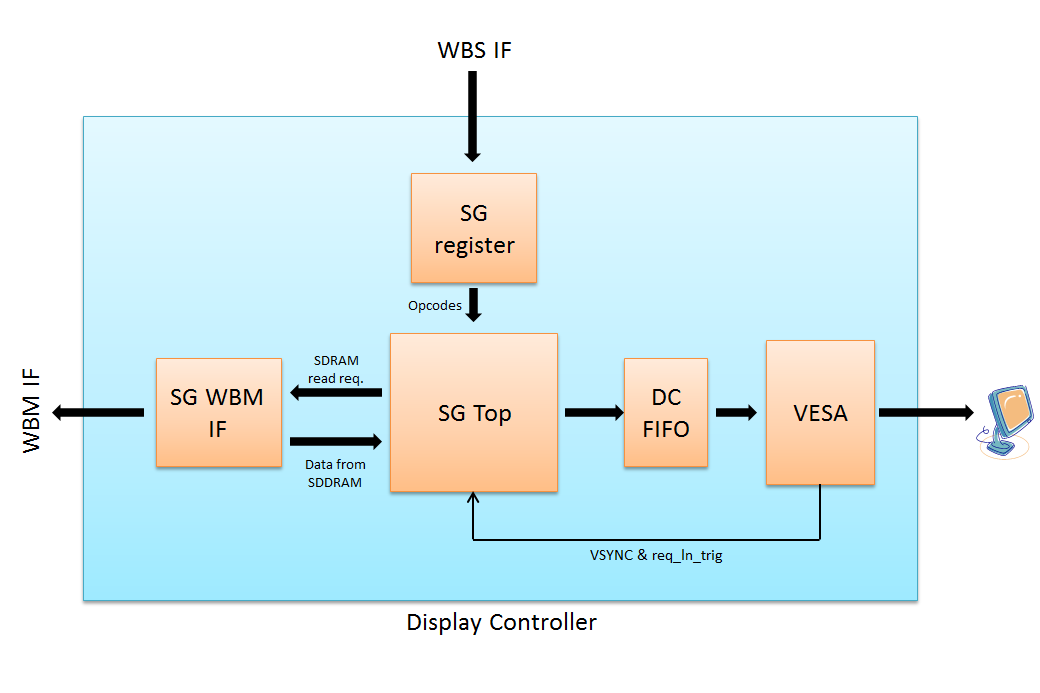 WBS IF
SG
register
Opcodes
SDRAM
read req.
SG WBM
IF
Data from
SDDRAM
SG Top
DC
FIFO
VESA
WBM IF
VSYNC & req_ln_trig
Display Controller